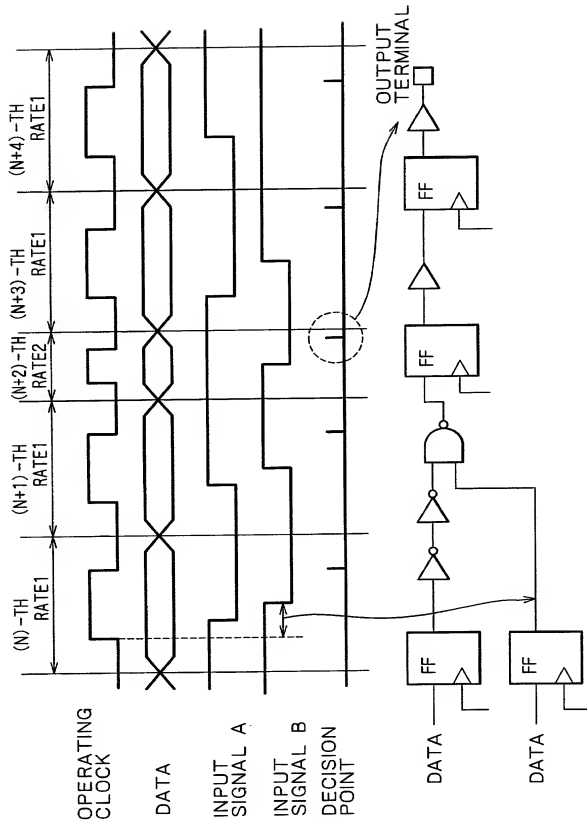 (N)-TH
RATE1
(N+1)-TH
RATE1
(N+2)-TH
RATE2
(N+3)-TH
RATE1
(N+4)-TH
RATE1
OPERATING
CLOCK
DATA
INPUT
SIGNAL A
INPUT
SIGNAL B
DECISION
POINT
DATA
FF
DATA
FF
FF
FF
OUTPUT
TERMINAL